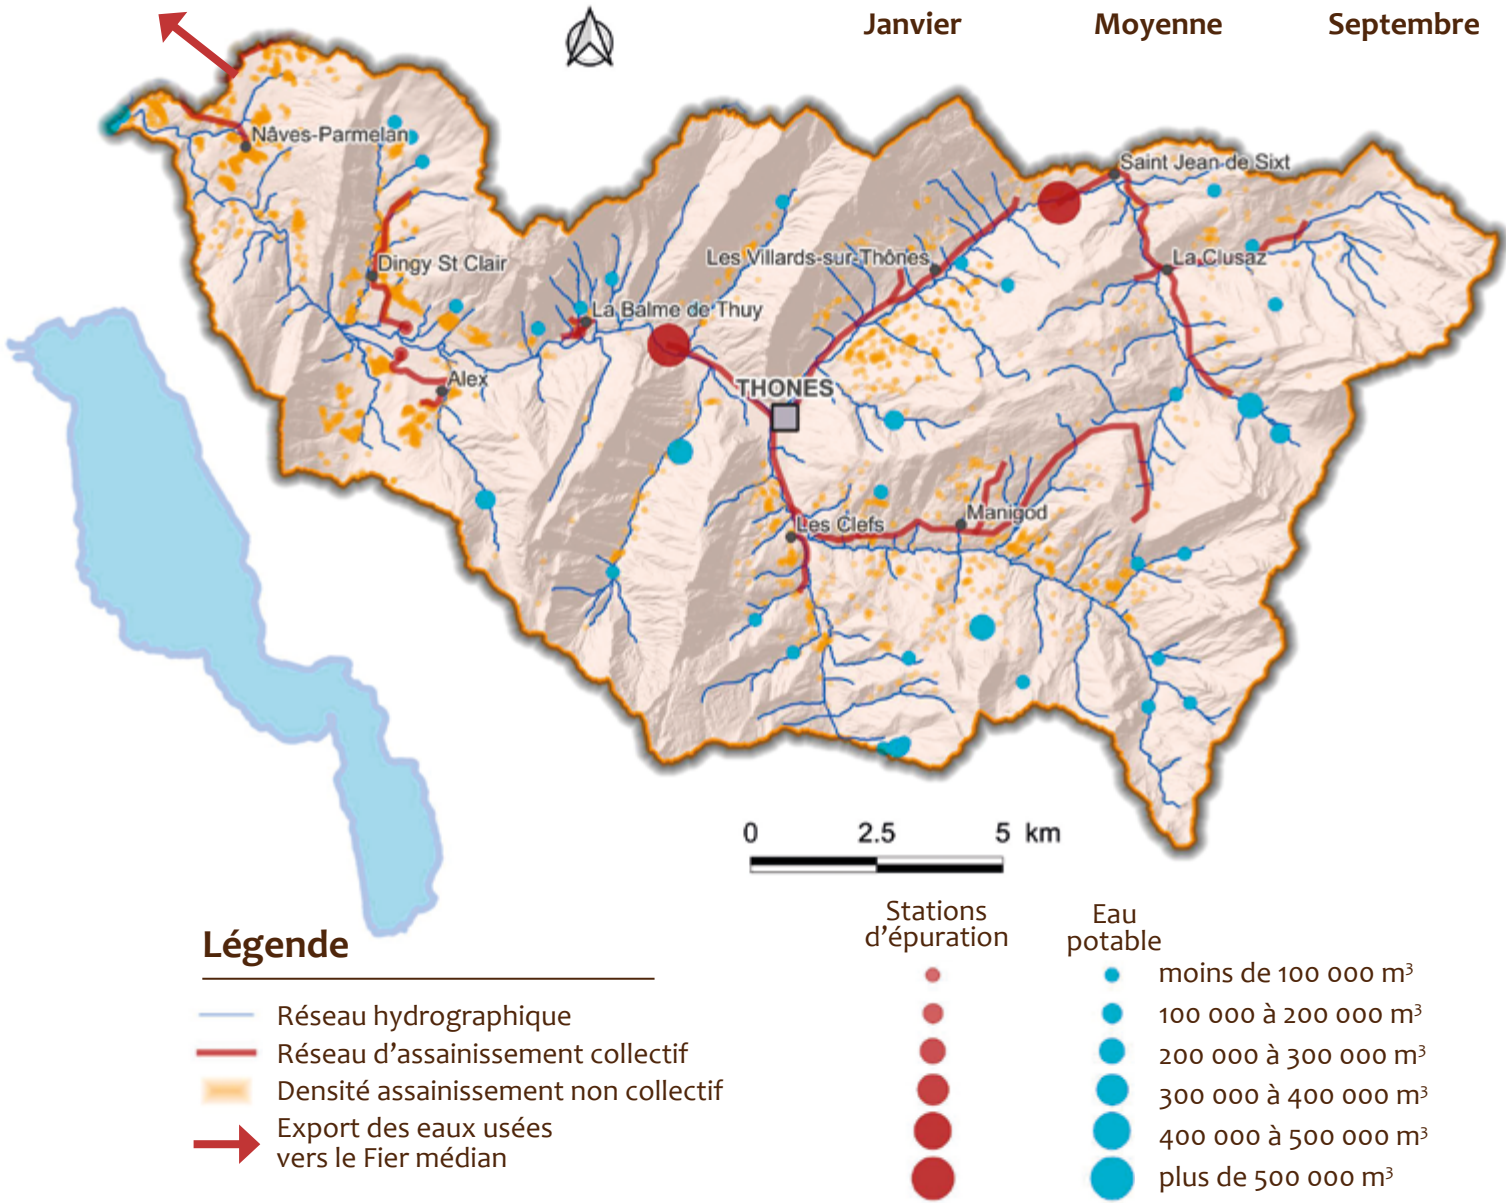 Janvier Moyenne Septembre
Nâves-Parmelan
Saint Jean de Sixt
Les Villards-sur-Thônes
La Clusaz
Dingy St Clair
La Balme de Thuy
Alex
THONES
Manigod
Les Clefs
0 2.5 5 km
Légende
Réseau hydrographique
Réseau d'assainissement collectif
Densité assainissement non collectif
Export des eaux usées
vers le Fier médian
Stations
d'épuration
Eau
potable
moins de 100 000 m³
100 000 à 200 000 m³
200 000 à 300 000 m³
300 000 à 400 000 m³
400 000 à 500 000 m³
plus de 500 000 m³